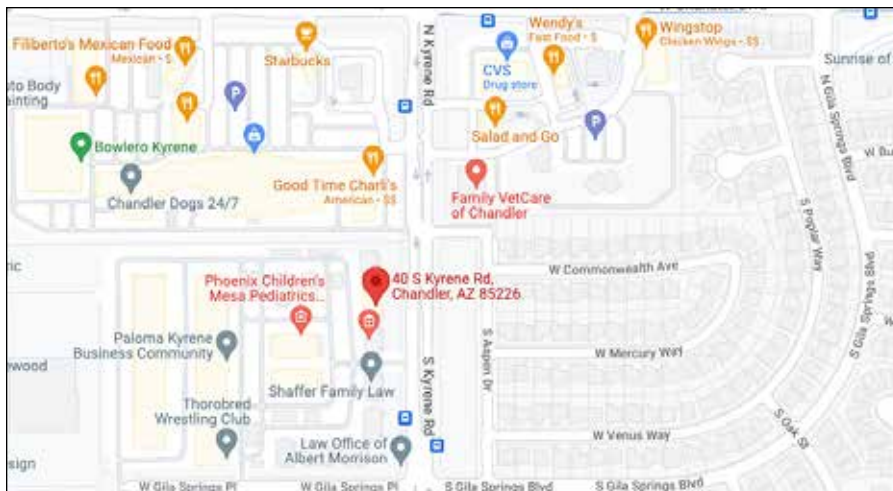 N Kyrene Rd
Filiberto's Mexican Food
Mexican • $
Starbucks
Wendy's
Fast Food • $
Wingstop
Chicken Wings • $$
CVS
Drug store
Sunrise of
uto Body
ainting
P
Salad and Go
P
N Gila Springs Blvd
W Bu
Bowlero Kyrene
Chandler Dogs 24/7
Good Time Charli's
American • $$
Family VetCare
of Chandler
S Poplar Way
ric
Phoenix Children's
Mesa Pediatrics...
40 S Kyrene Rd,
Chandler, AZ 85226
W Commonwealth Ave
S Gila Springs Blvd
Paloma Kyrene
Business Community
W Mercury Way
S Aspen Dr
ewood
Shaffer Family Law
S Kyrene Rd
Thorobred
Wrestling Club
W Venus Way
S Oak St
Law Office of
Albert Morrison
sign
W Gila Springs Pl
W Gila Springs Pl
S Gila Springs Blvd
S Gila Springs Blvd